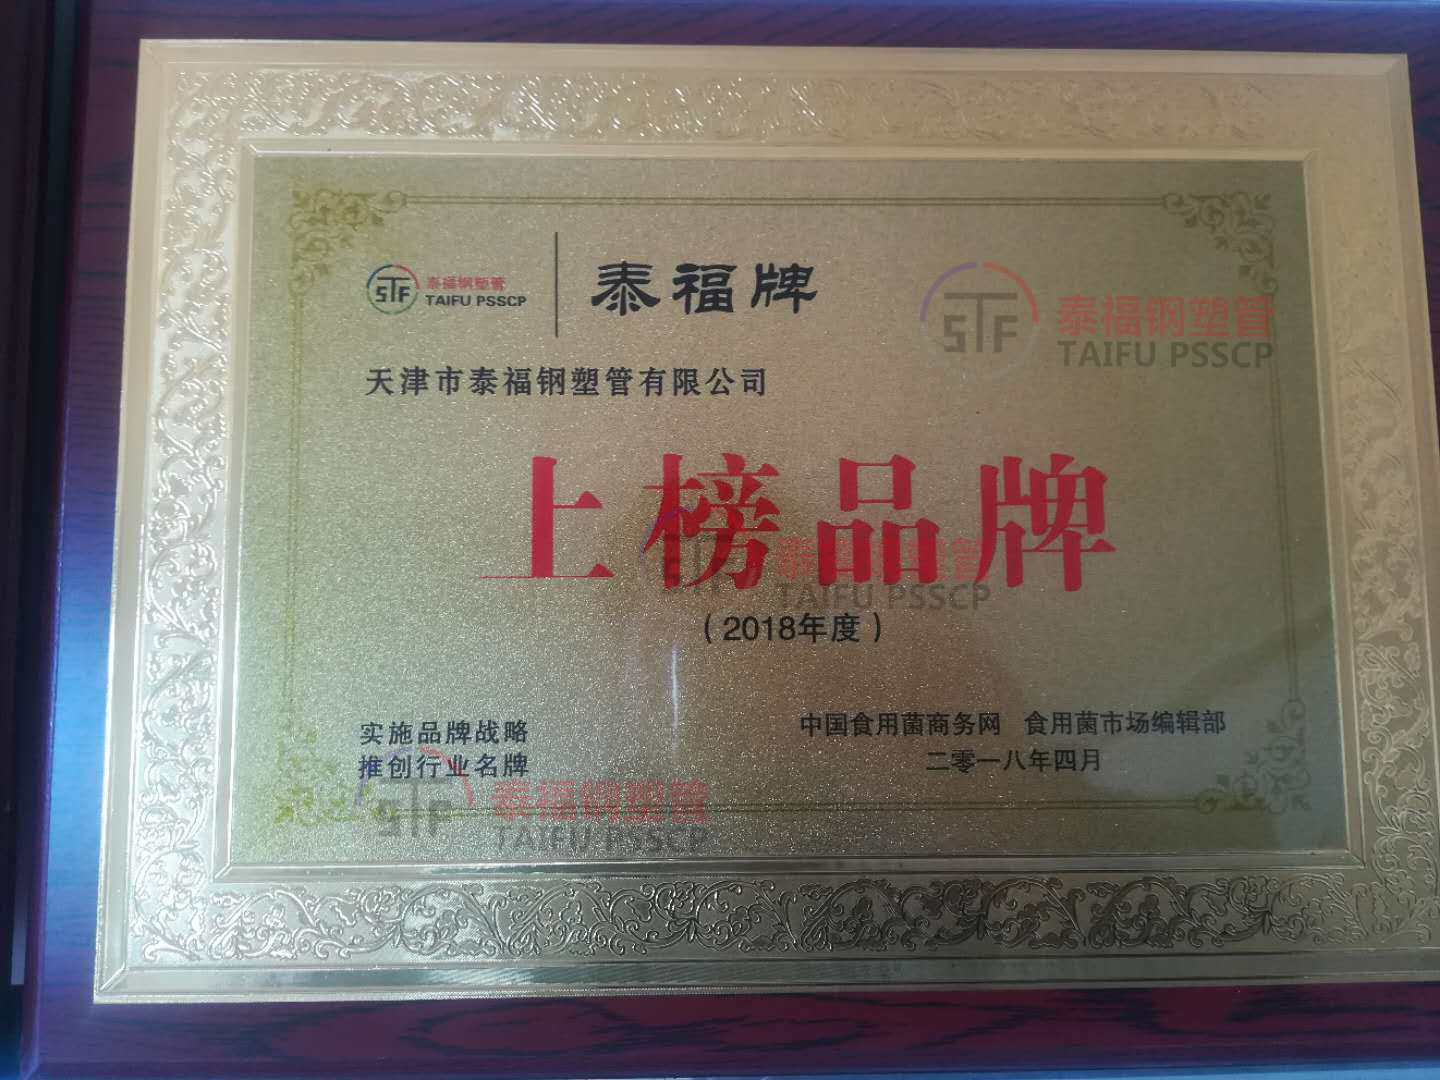 STF 泰福钢塑管
TAIFU PSSCP
泰福牌
STF 泰福钢塑管
TAIFU PSSCP
天津市泰福钢塑管有限公司
上榜品牌
STF 泰福钢塑管
TAIFU PSSCP
（2018年度）
实施品牌战略
推创行业名牌
中国食用菌商务网 食用菌市场编辑部
二零一八年四月
STF 泰福钢塑管
TAIFU PSSCP